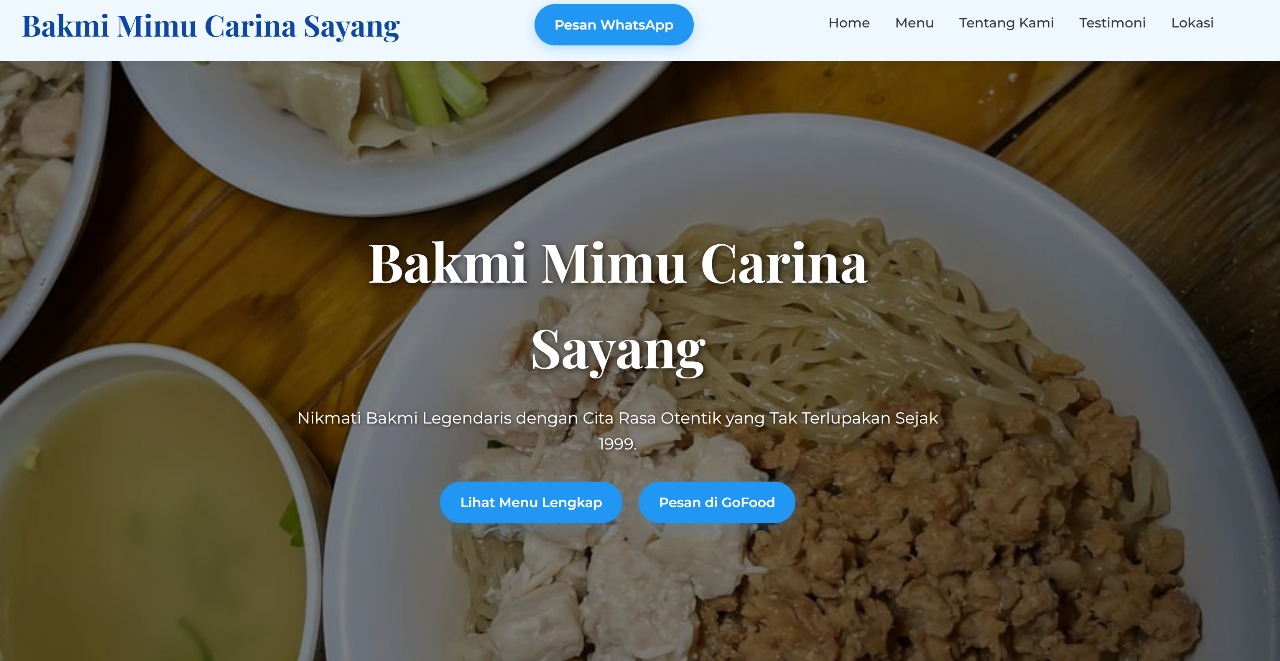 Bakmi Mimu Carina Sayang
Pesan WhatsApp
Home Menu Tentang Kami Testimoni Lokasi
Bakmi Mimu Carina
Sayang
Nikmati Bakmi Legendaris dengan Cita Rasa Otentik yang Tak Terlupakan Sejak
1999.
Lihat Menu Lengkap
Pesan di GoFood